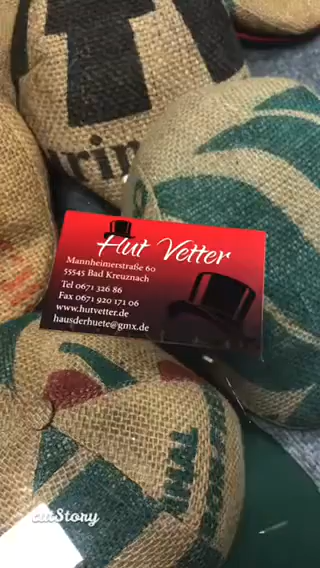 Hut Vetter
Mannheimerstraße 60
55545 Bad Kreuznach
Tel 0671 326 86
Fax 0671 920 171 06
www.hutvetter.de
hausderhuete@gmx.de
INAL
cutStory